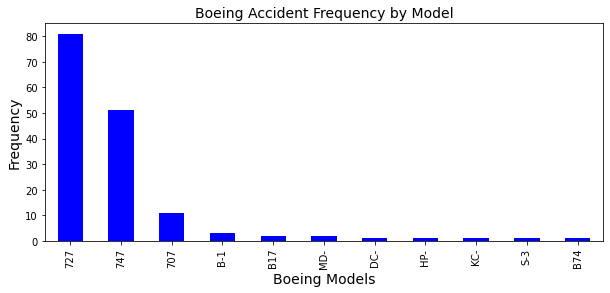 Boeing Accident Frequency by Model
Frequency
80
70
60
50
40
30
20
10
0
727
747
707
B-1
B17
MD-
DC-
HP-
KC-
S-3
B74
Boeing Models